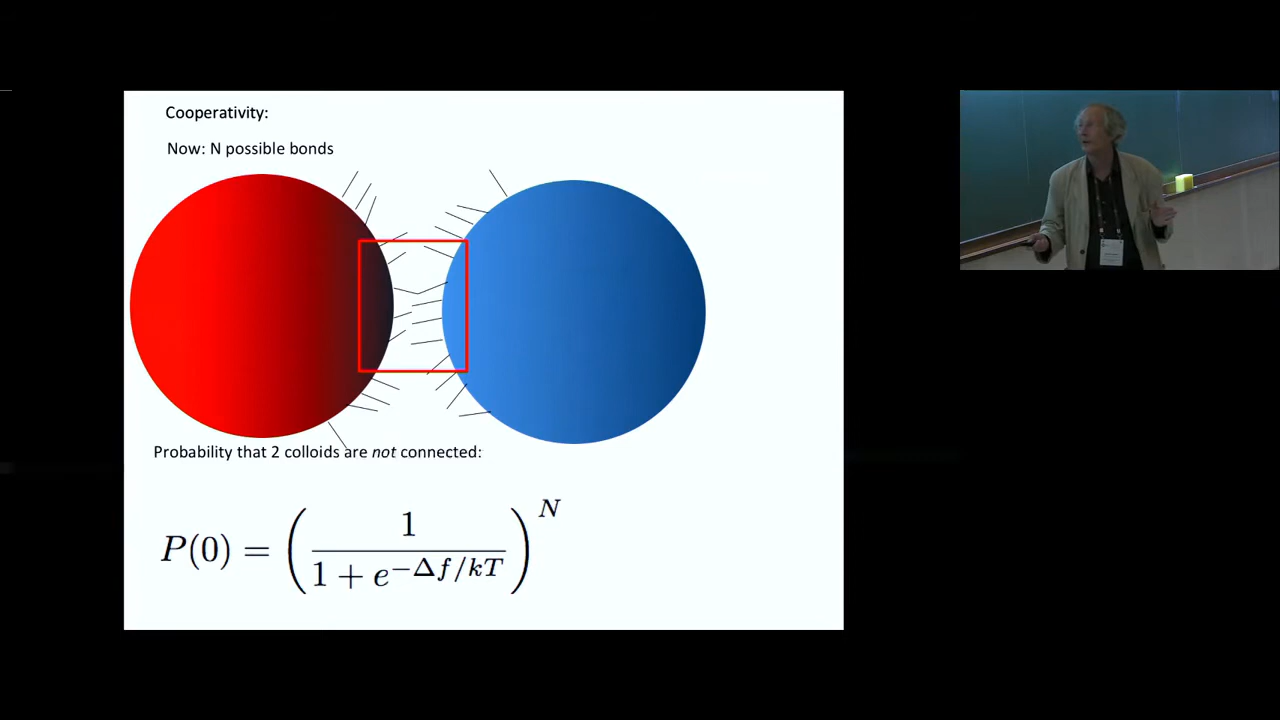 Cooperativity:
Now: N possible bonds
Probability that 2 colloids are not connected:
P(0) = ( 1 / 1 + e^{−Δf/kT} )^N